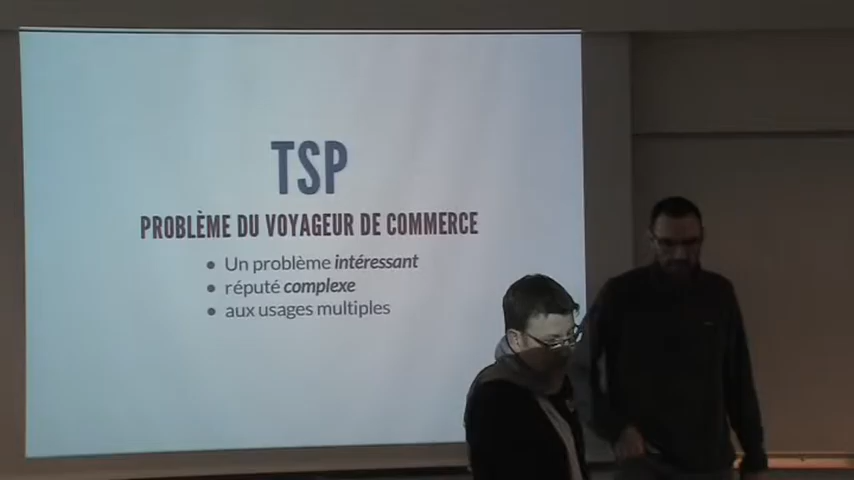 TSP
PROBLÈME DU VOYAGEUR DE COMMERCE
• Un problème intéressant
• réputé complexe
• aux usages multiples